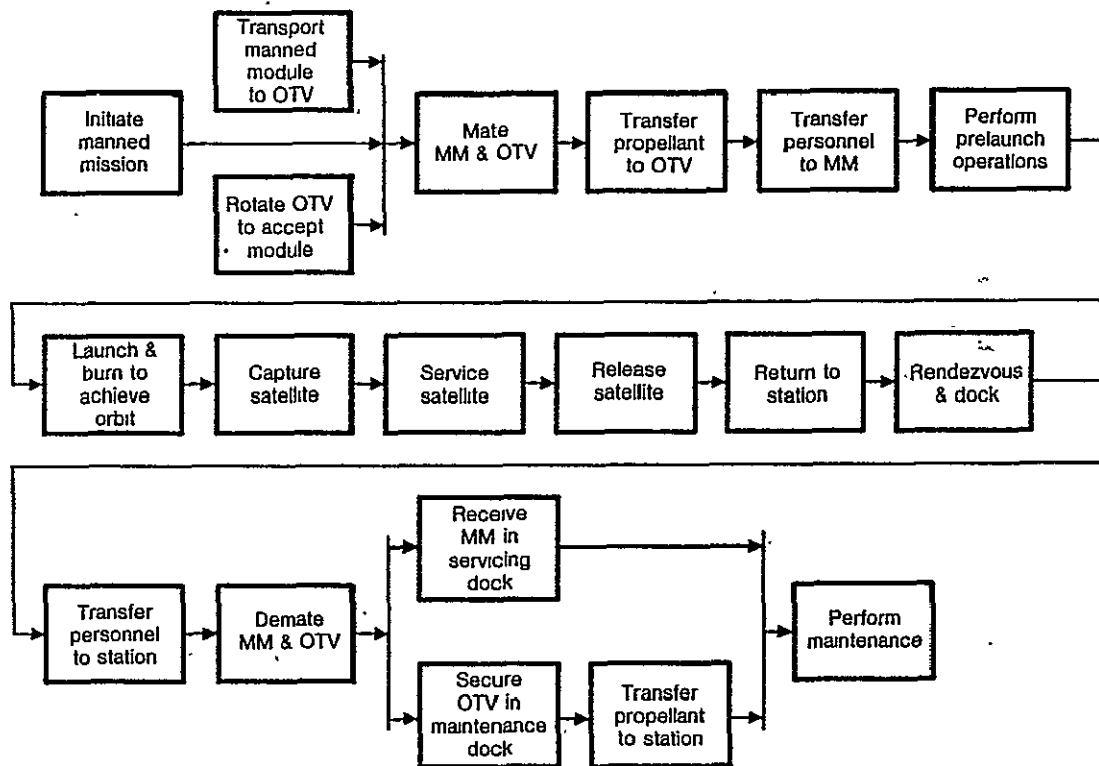 Transport
manned
module
to OTV
Initiate
manned
mission
Rotate OTV
to accept
module
Mate
MM & OTV
Transfer
propellant
to OTV
Transfer
personnel
to MM
Perform
prelaunch
operations
Launch &
burn to
achieve
orbit
Capture
satellite
Service
satellite
Release
satellite
Return to
station
Rendezvous
& dock
Transfer
personnel
to station
Demate
MM & OTV
Receive
MM in
servicing
dock
Secure
OTV in
maintenance
dock
Transfer
propellant
to station
Perform
maintenance